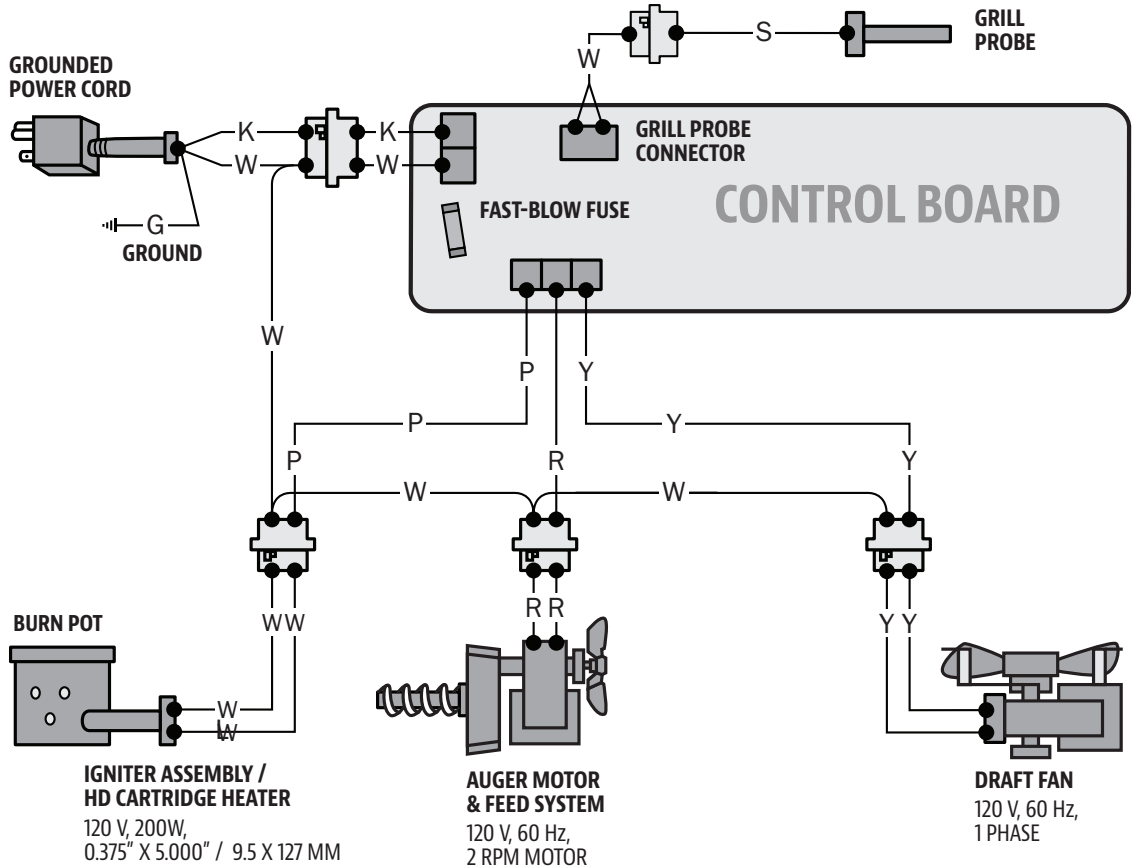 GRILL
PROBE
S
W
GROUNDED
POWER CORD
K
K
W
W
GRILL PROBE
CONNECTOR
CONTROL BOARD
FAST-BLOW FUSE
G
GROUND
W
P
Y
P
Y
P
R
Y
W
W
W W
R R
Y Y
BURN POT
W
W
IGNITER ASSEMBLY /
HD CARTRIDGE HEATER
120 V, 200W,
0.375" X 5.000" / 9.5 X 127 MM
AUGER MOTOR
& FEED SYSTEM
120 V, 60 Hz,
2 RPM MOTOR
DRAFT FAN
120 V, 60 Hz,
1 PHASE